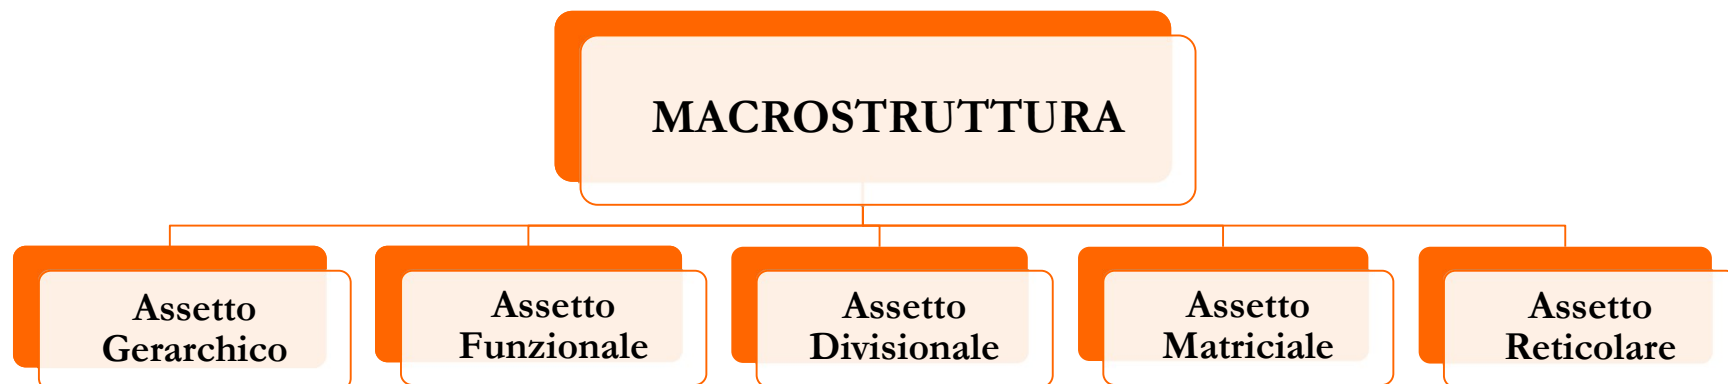 MACROSTRUTTURA
Assetto
Gerarchico
Assetto
Funzionale
Assetto
Divisionale
Assetto
Matriciale
Assetto
Reticolare